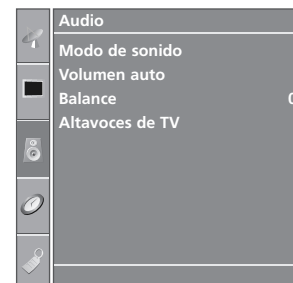 Audio
Modo de sonido
Volumen auto
Balance 0
Altavoces de TV